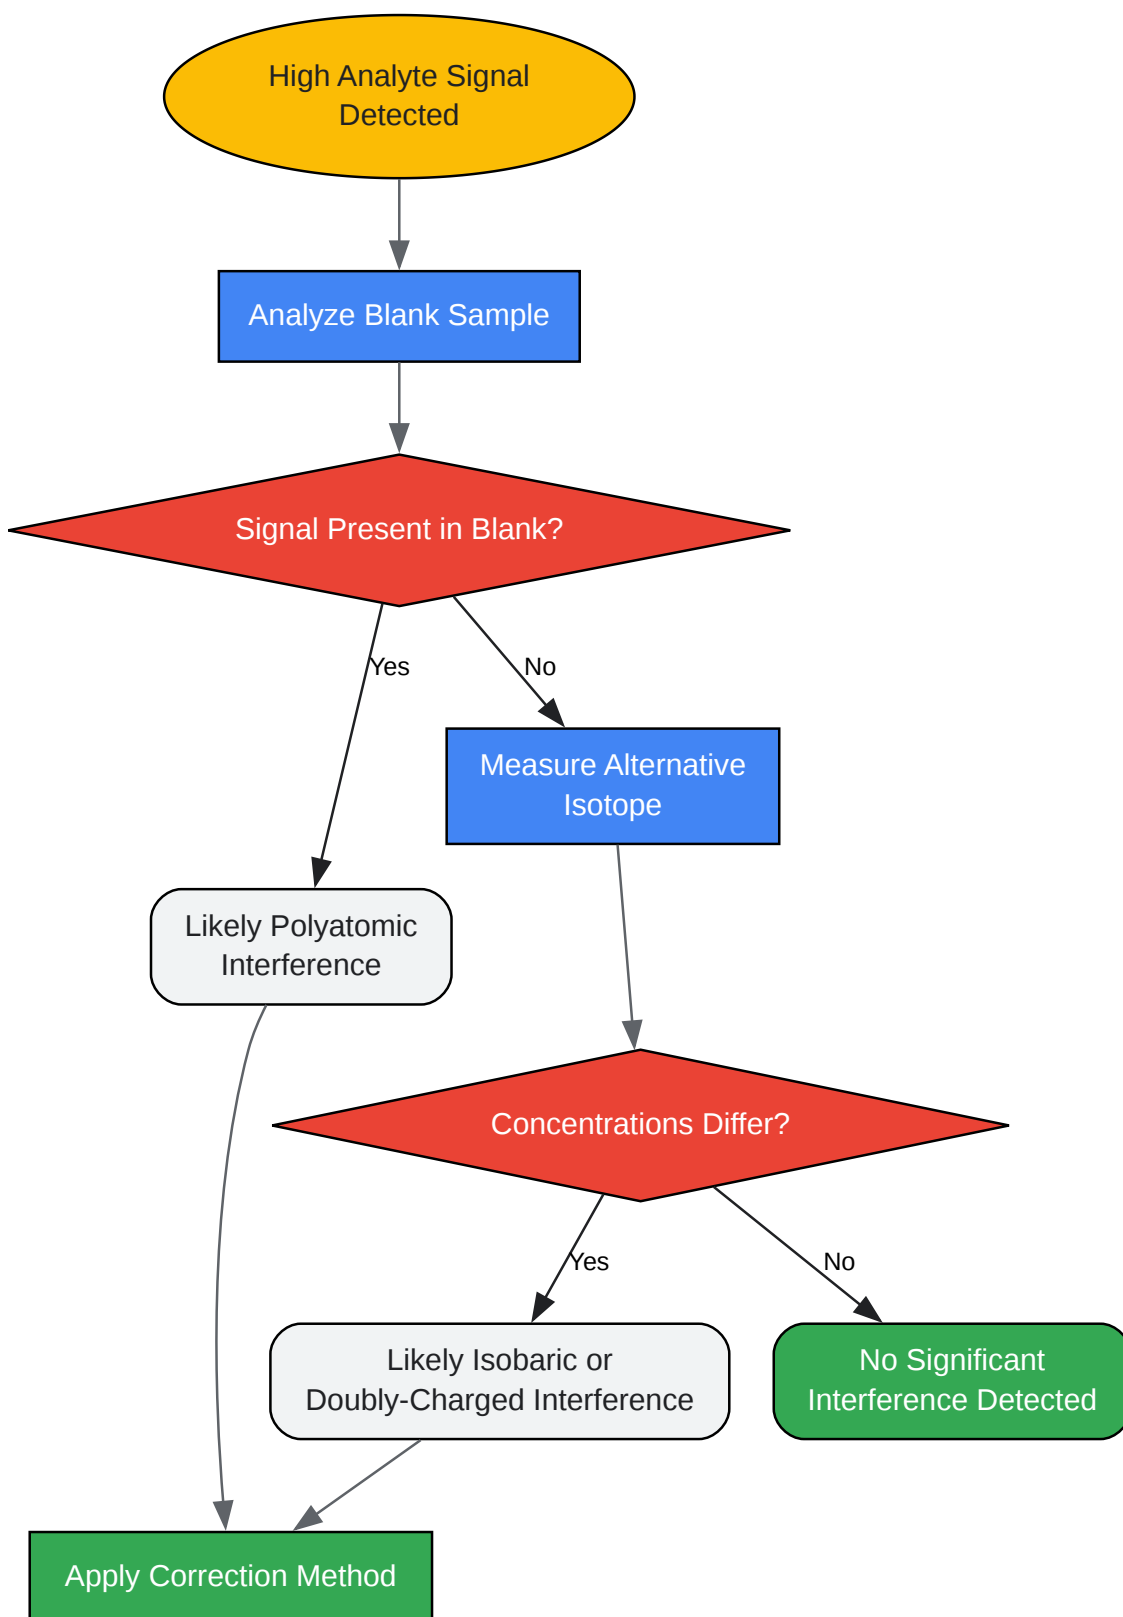 High Analyte Signal
Detected
Analyze Blank Sample
Signal Present in Blank?
Yes
No
Measure Alternative
Isotope
Likely Polyatomic
Interference
Concentrations Differ?
Yes
No
Likely Isobaric or
Doubly-Charged Interference
No Significant
Interference Detected
Apply Correction Method